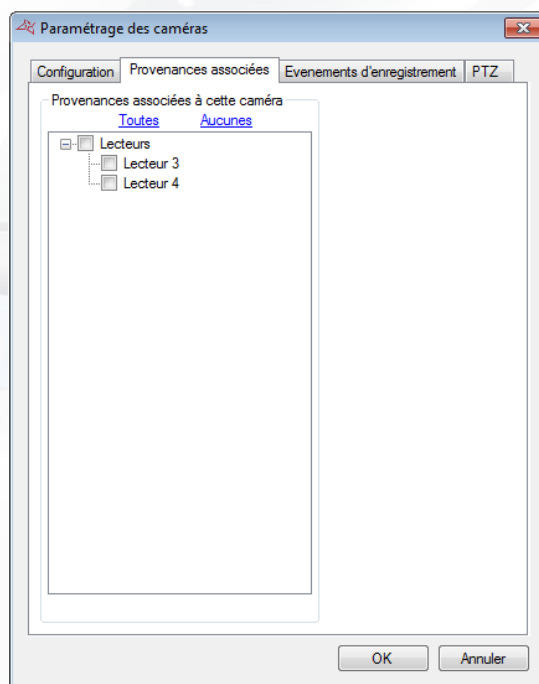 Paramétrage des caméras
Configuration Provenances associées Evenements d'enregistrement PTZ
Provenances associées à cette caméra
Toutes Aucunes
Lecteurs
Lecteur 3
Lecteur 4
OK Annuler